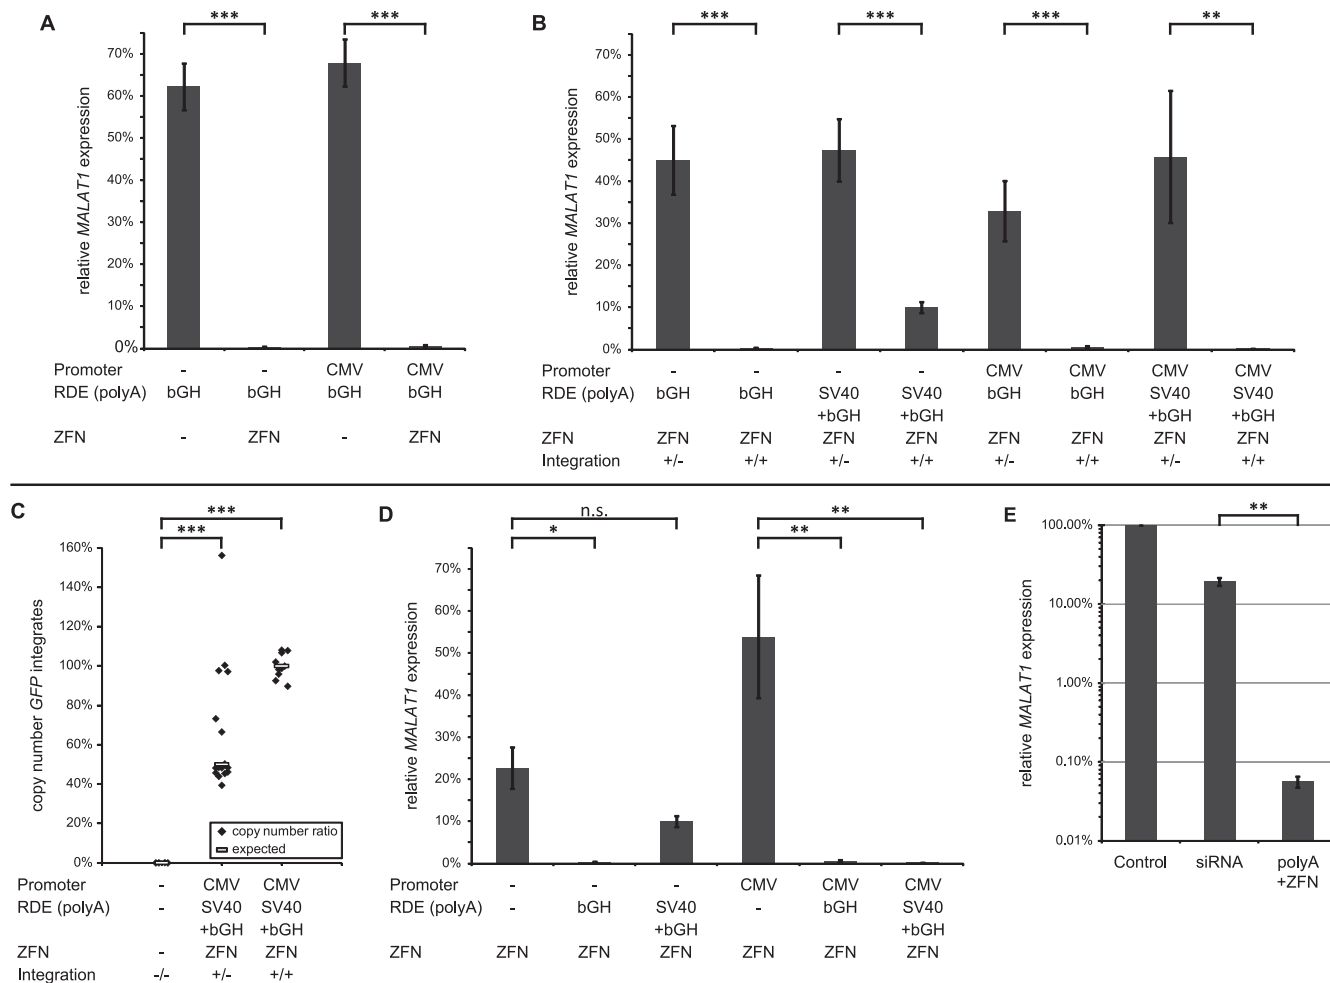 A
***
***
relative MALAT1 expression
70%
60%
50%
40%
30%
20%
10%
0%
Promoter - - CMV CMV
RDE (polyA) bGH bGH bGH bGH
ZFN - ZFN - ZFN
B
***
***
***
**
relative MALAT1 expression
70%
60%
50%
40%
30%
20%
10%
0%
Promoter - - - - CMV CMV CMV CMV
RDE (polyA) bGH bGH SV40 SV40 bGH bGH SV40 SV40
+bGH +bGH +bGH +bGH
ZFN ZFN ZFN ZFN ZFN ZFN ZFN ZFN ZFN
Integration +/- +/+ +/- +/+ +/- +/+ +/- +/+
C
***
***
copy number GFP integrates
160%
140%
120%
100%
80%
60%
40%
20%
0%
copy number ratio
expected
Promoter - CMV CMV
RDE (polyA) - SV40 SV40
+bGH +bGH
ZFN - ZFN ZFN
Integration -/- +/- +/+
D
n.s.
*
**
**
relative MALAT1 expression
70%
60%
50%
40%
30%
20%
10%
0%
Promoter - - - CMV CMV CMV
RDE (polyA) - bGH SV40 - bGH SV40
+bGH +bGH
ZFN ZFN ZFN ZFN ZFN ZFN ZFN
E
**
relative MALAT1 expression
100.00%
10.00%
1.00%
0.10%
0.01%
Control siRNA polyA
+ZFN